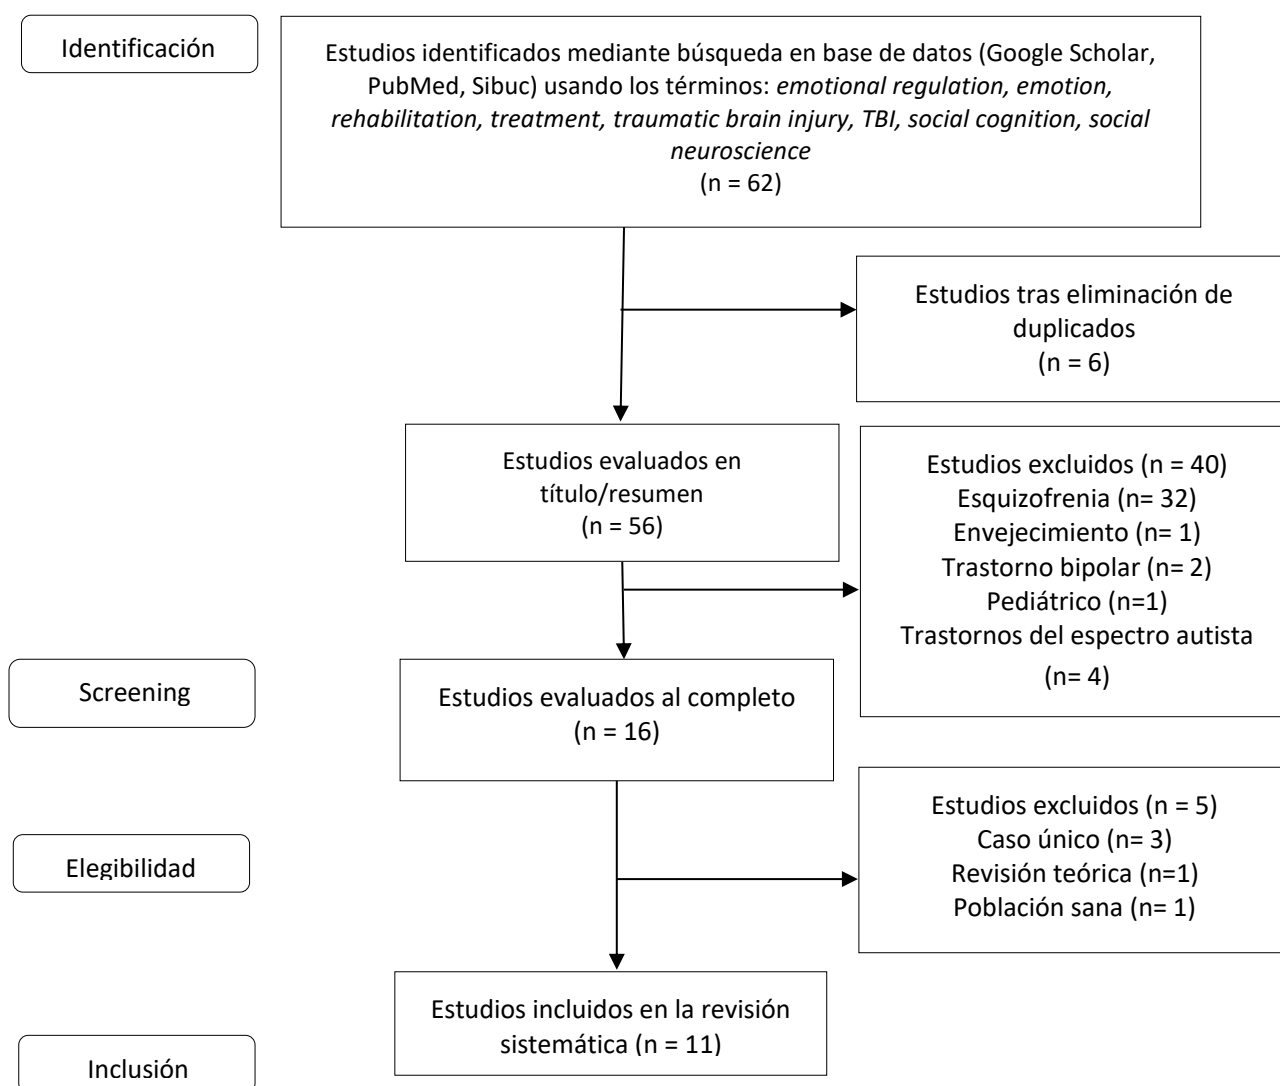 Identificación
Estudios identificados mediante búsqueda en base de datos (Google Scholar,
PubMed, Sibuc) usando los términos: emotional regulation, emotion,
rehabilitation, treatment, traumatic brain injury, TBI, social cognition, social
neuroscience
(n = 62)
Estudios tras eliminación de
duplicados
(n = 6)
Estudios evaluados en
título/resumen
(n = 56)
Estudios excluidos (n = 40)
Esquizofrenia (n= 32)
Envejecimiento (n= 1)
Trastorno bipolar (n= 2)
Pediátrico (n=1)
Trastornos del espectro autista
(n= 4)
Screening
Estudios evaluados al completo
(n = 16)
Estudios excluidos (n = 5)
Caso único (n= 3)
Revisión teórica (n=1)
Población sana (n= 1)
Elegibilidad
Estudios incluidos en la revisión
sistemática (n = 11)
Inclusión